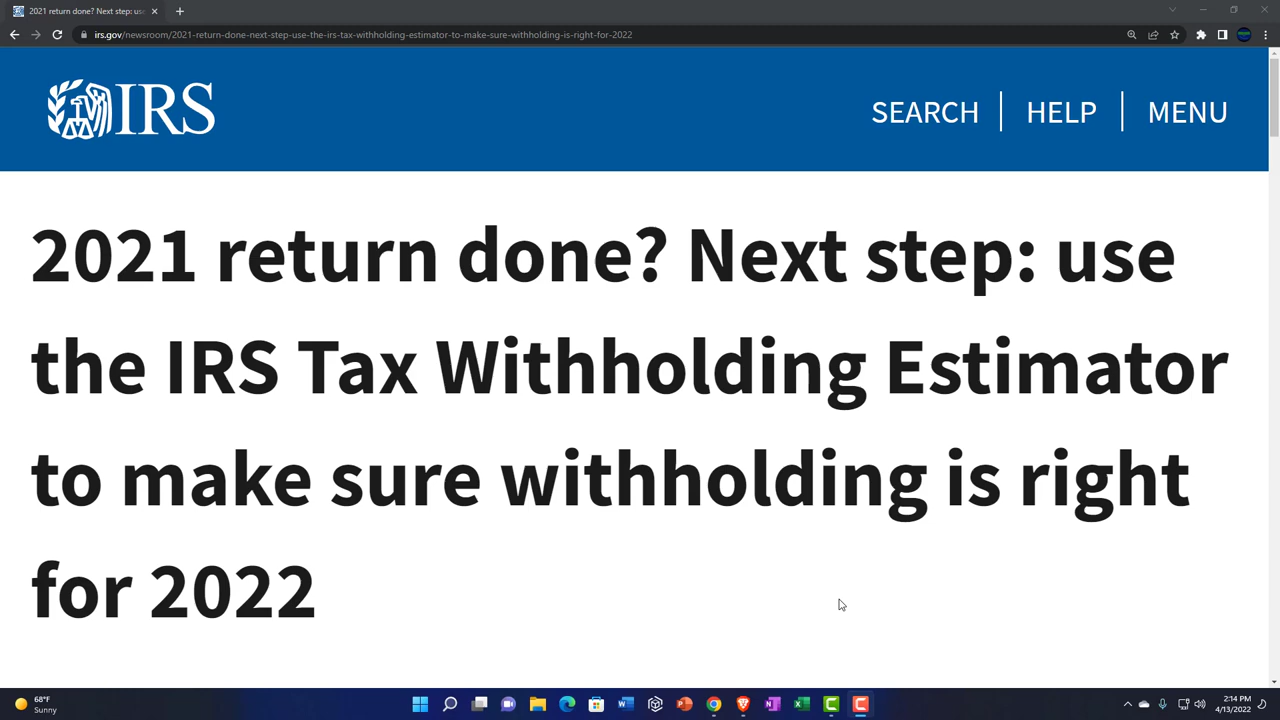 2021 return done? Next step: us
irs.gov/newsroom/2021-return-done-next-step-use-the-irs-tax-withholding-estimator-to-make-sure-withholding-is-right-for-2022
IRS
SEARCH
HELP
MENU
2021 return done? Next step: use
the IRS Tax Withholding Estimator
to make sure withholding is right
for 2022
68°F
Sunny
2:14 PM
4/13/2022